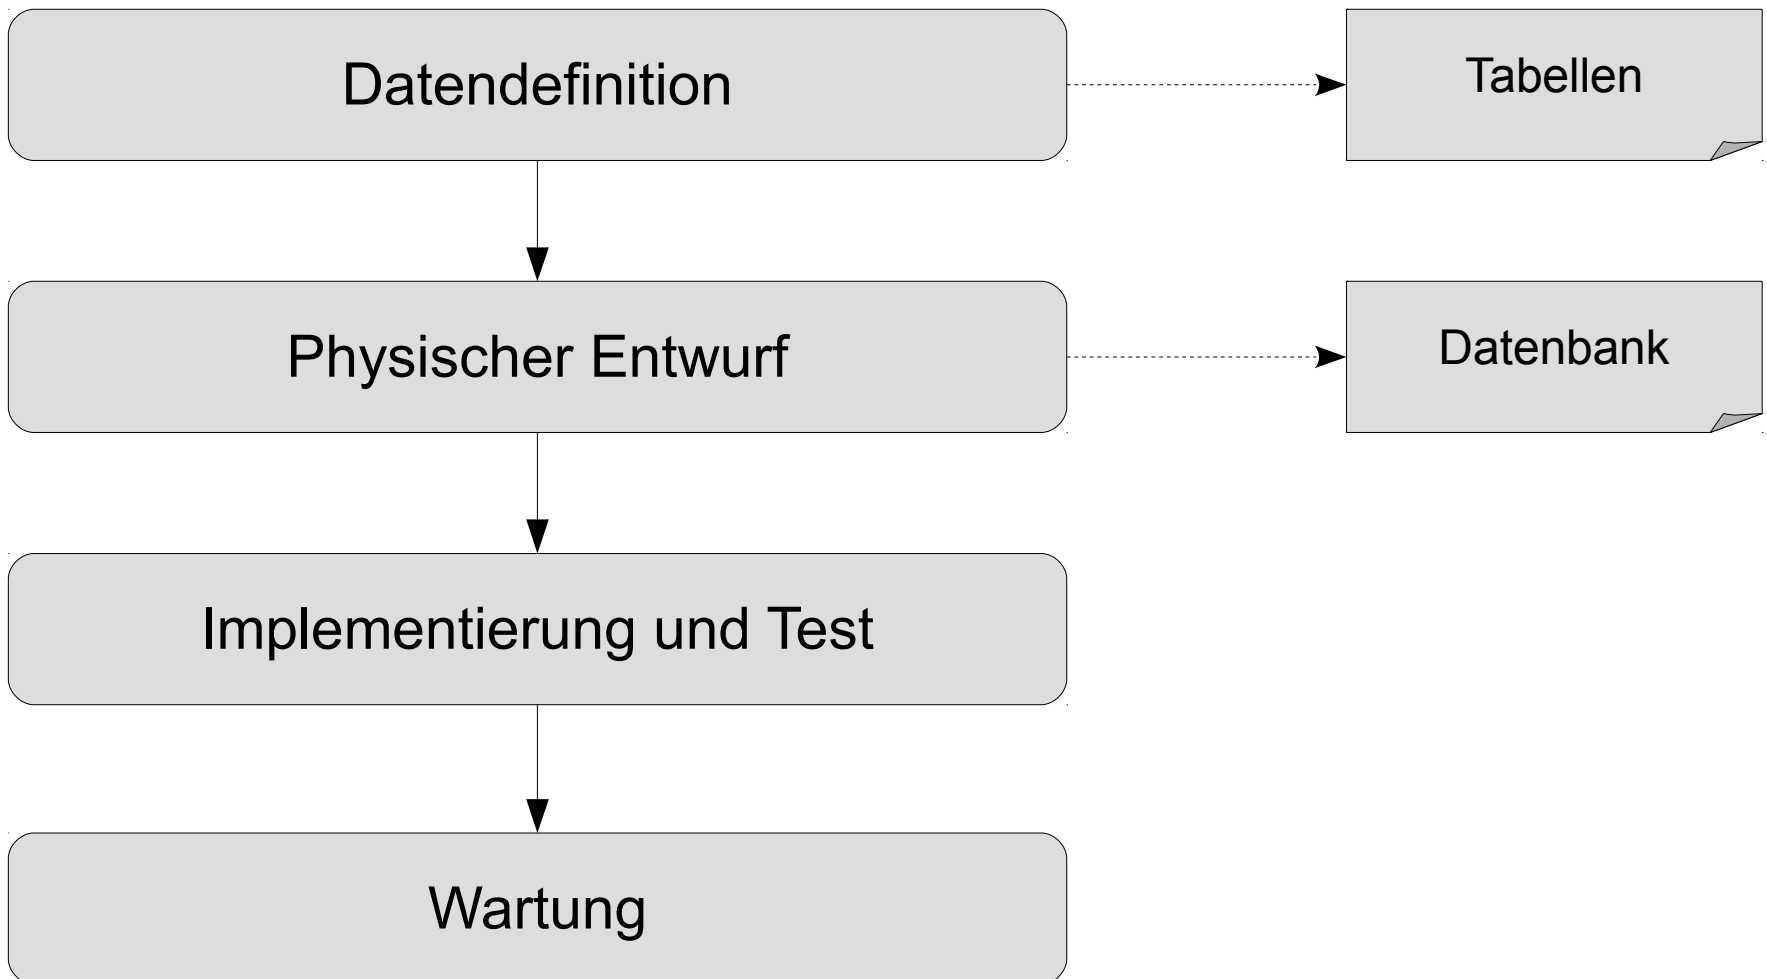 Datendefinition
Tabellen
Physischer Entwurf
Datenbank
Implementierung und Test
Wartung